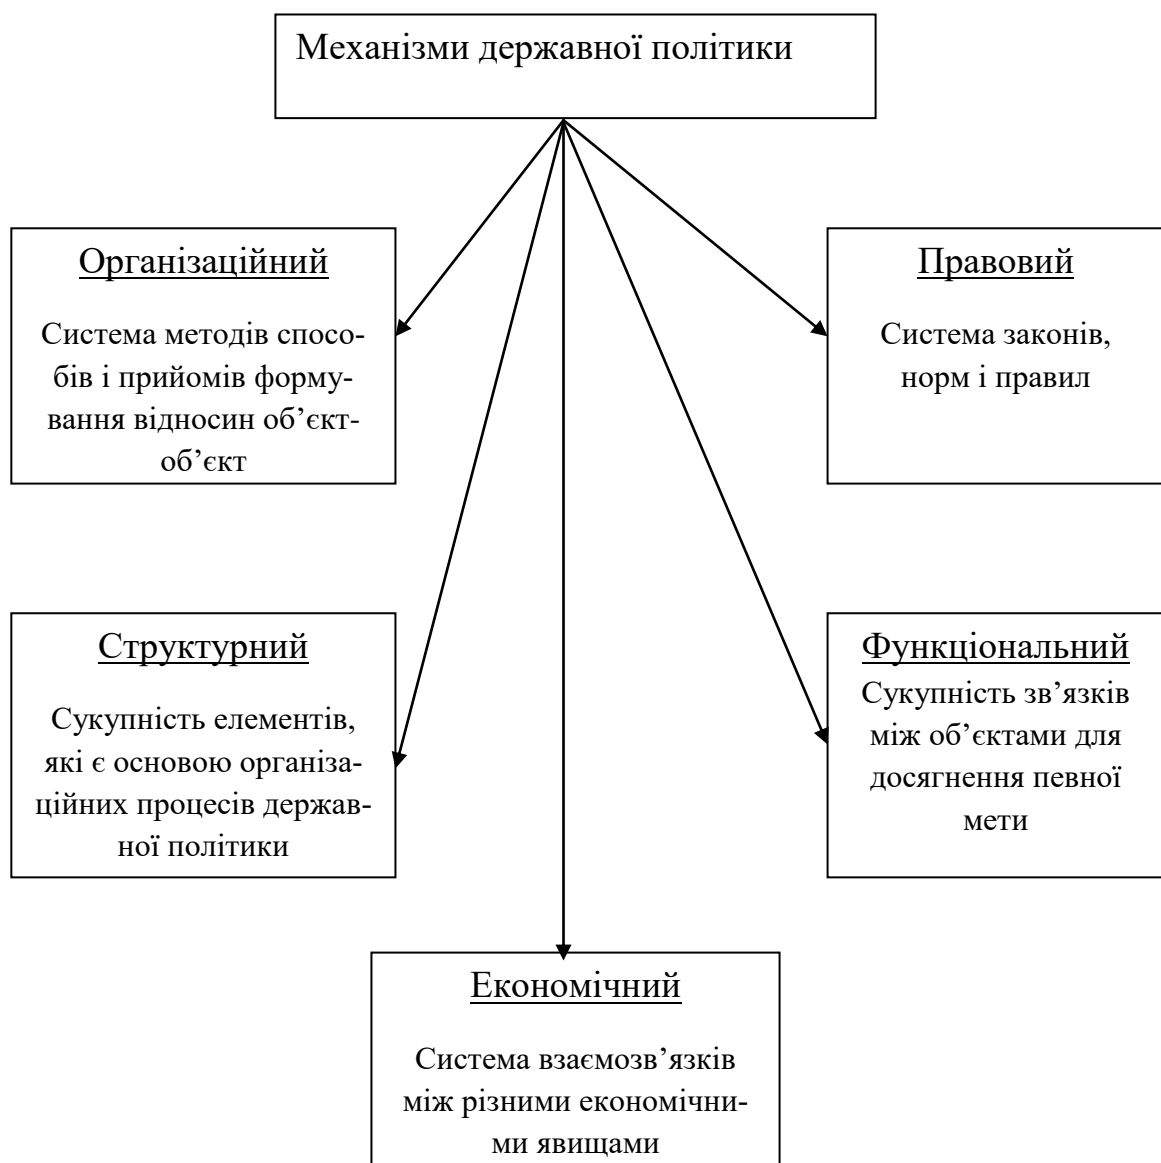 Механізми державної політики
Організаційний
Система методів спосо-
бів і прийомів форму-
вання відносин об’єкт-
об’єкт
Правовий
Система законів,
норм і правил
Структурний
Сукупність елементів,
які є основою організа-
ційних процесів держав-
ної політики
Функціональний
Сукупність зв’язків
між об’єктами для
досягнення певної
мети
Економічний
Система взаємозв’язків
між різними економічни-
ми явищами